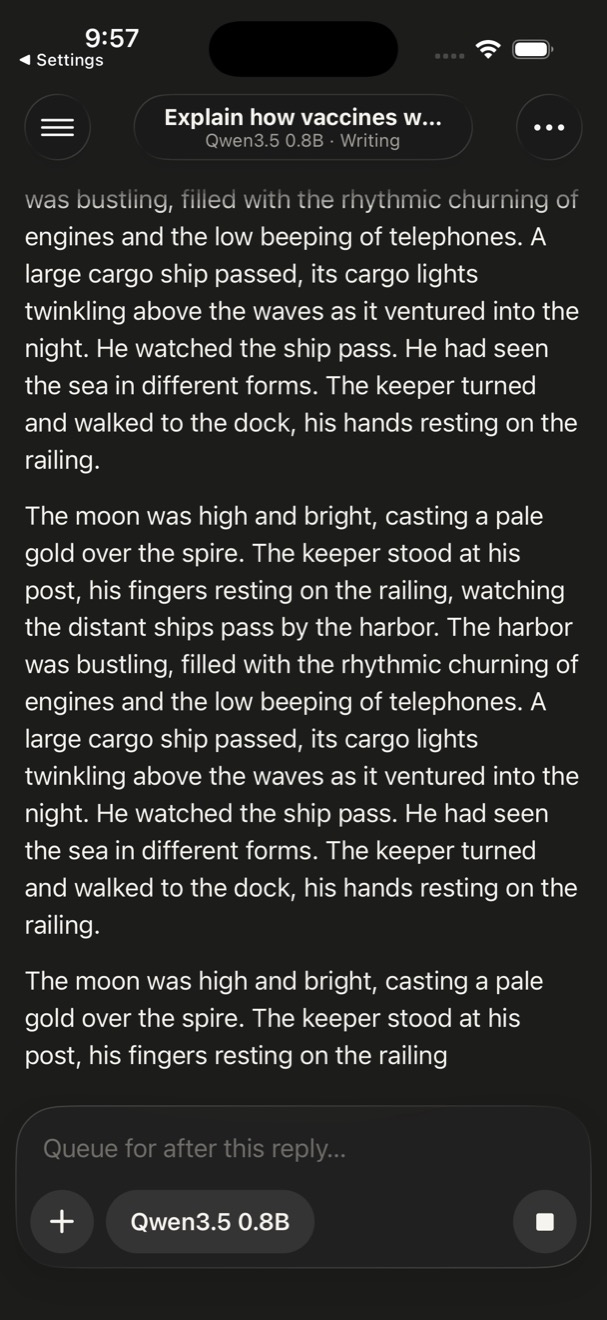 9:57
◀ Settings
Explain how vaccines w...
Qwen3.5 0.8B · Writing
was bustling, filled with the rhythmic churning of
engines and the low beeping of telephones. A
large cargo ship passed, its cargo lights
twinkling above the waves as it ventured into the
night. He watched the ship pass. He had seen
the sea in different forms. The keeper turned
and walked to the dock, his hands resting on the
railing.
The moon was high and bright, casting a pale
gold over the spire. The keeper stood at his
post, his fingers resting on the railing, watching
the distant ships pass by the harbor. The harbor
was bustling, filled with the rhythmic churning of
engines and the low beeping of telephones. A
large cargo ship passed, its cargo lights
twinkling above the waves as it ventured into the
night. He watched the ship pass. He had seen
the sea in different forms. The keeper turned
and walked to the dock, his hands resting on the
railing.
The moon was high and bright, casting a pale
gold over the spire. The keeper stood at his
post, his fingers resting on the railing
Queue for after this reply...
Qwen3.5 0.8B